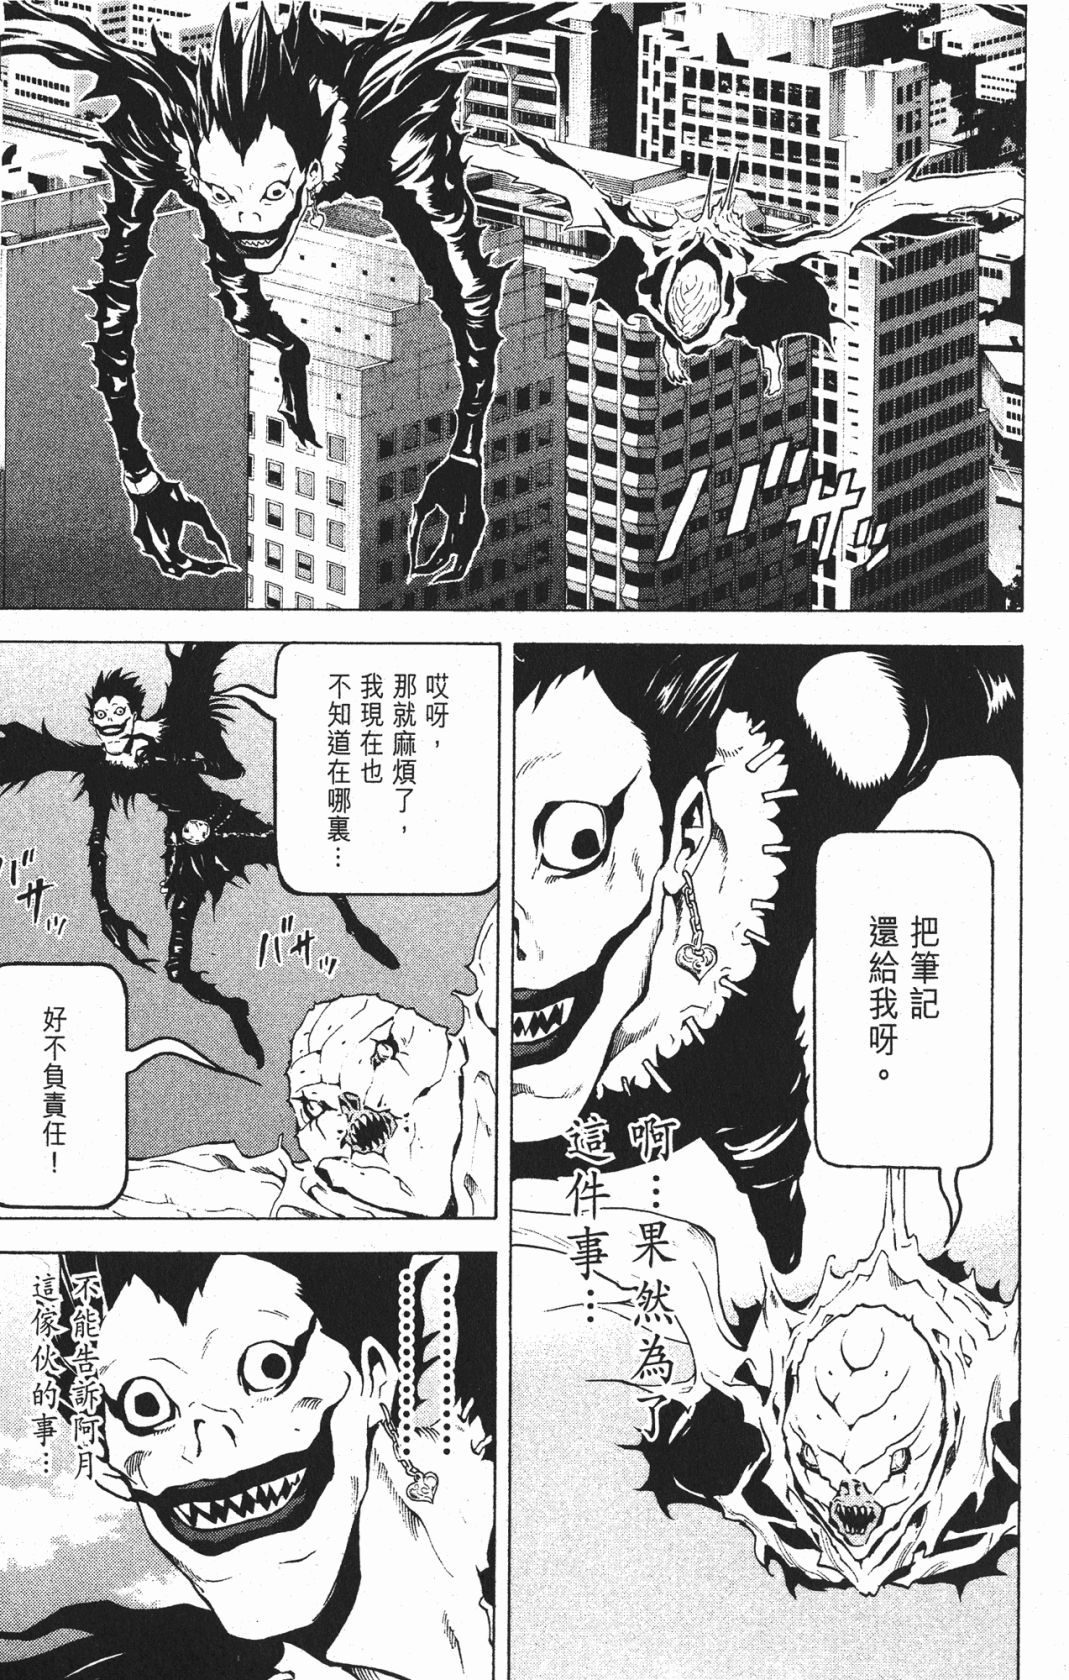 バババサッ
把筆記
還給我呀。
啊…果然為了
這件事…
哎呀，
那就麻煩了，
我現在也
不知道在哪裏…
バサッ
バサッ
好不負責任！
………………
不能告訴阿月
這傢伙的事…